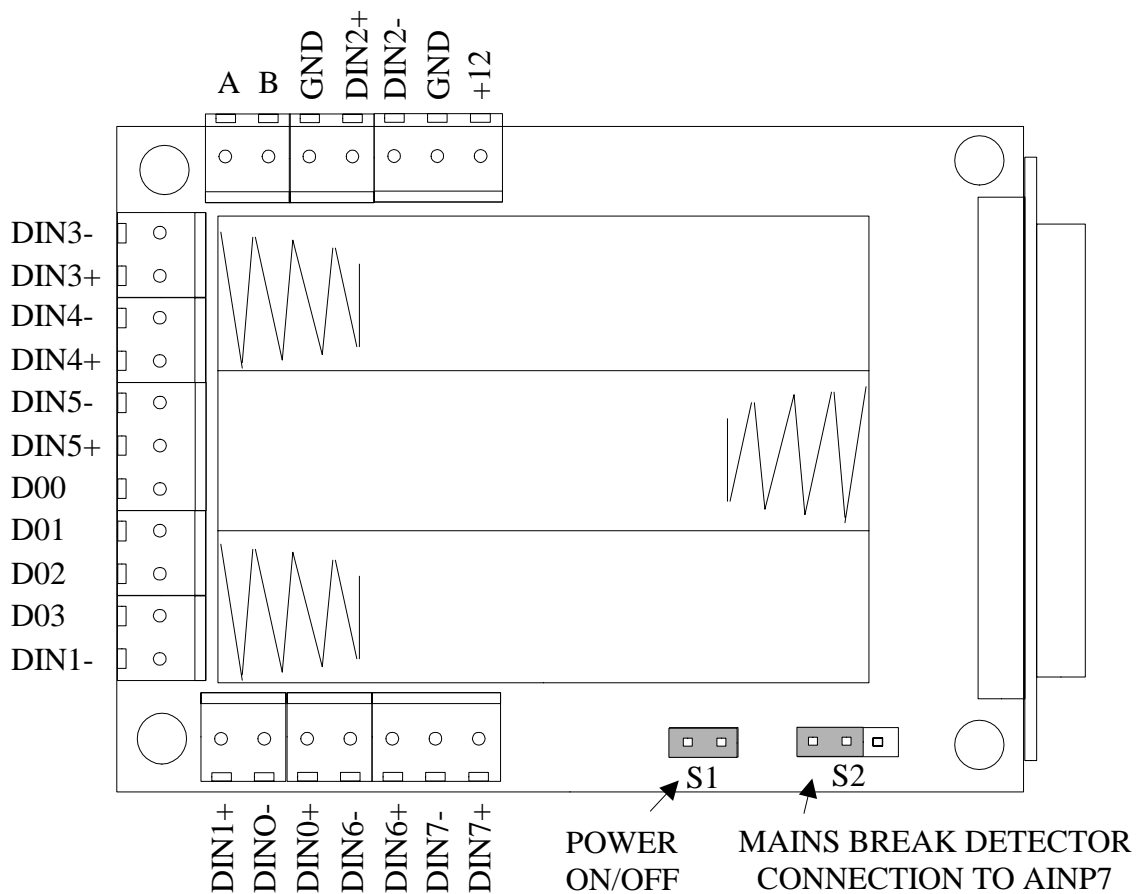 A
B
GND
DIN2+
DIN2-
GND
+12
DIN3-
DIN3+
DIN4-
DIN4+
DIN5-
DIN5+
D00
D01
D02
D03
DIN1-
S1
S2
DIN1+
DINO-
DIN0+
DIN6-
DIN6+
DIN7-
DIN7+
POWER
ON/OFF
MAINS BREAK DETECTOR
CONNECTION TO AINP7